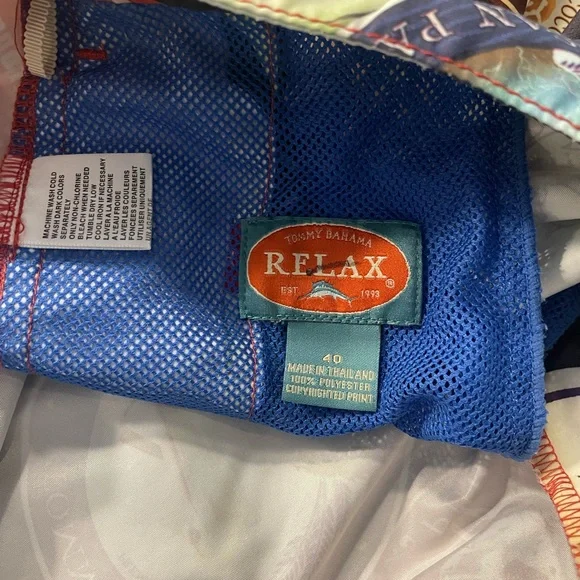 MACHINE WASH COLD
WASH DARK COLORS
SEPARATELY
ONLY NON-CHLORINE
BLEACH WHEN NEEDED
TUMBLE DRY LOW
COOL IRON IF NECESSARY
LAVER A LA MACHINE
A L'EAU FROIDE
LAVER LES COULEURS
FONCÉES SEPAREMENT
TOMMY BAHAMA
RELAX
®
EST 1993
40
MADE IN THAILAND
100% POLYESTER
COPYRIGHTED PRINT